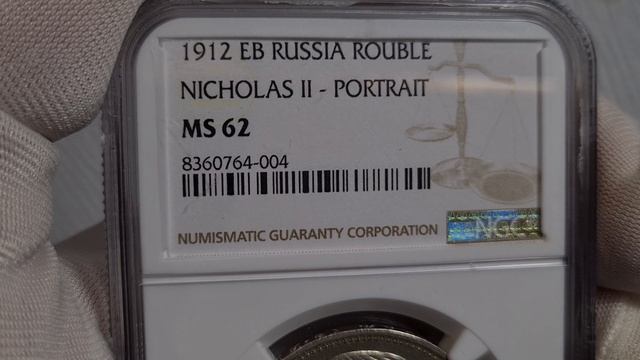 1912 EB RUSSIA ROUBLE
NICHOLAS II - PORTRAIT
MS 62
8360764-004
NUMISMATIC GUARANTY CORPORATION
NGC